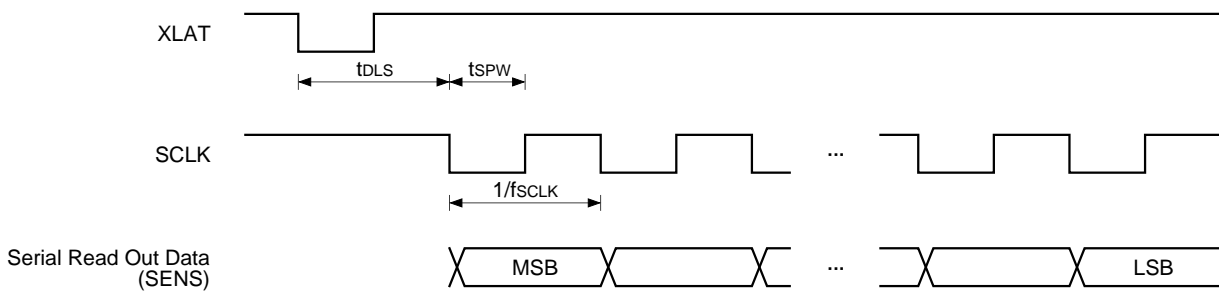 XLAT
tDLS
tSPW
SCLK
...
1/fSCLK
Serial Read Out Data
(SENS)
MSB
...
LSB